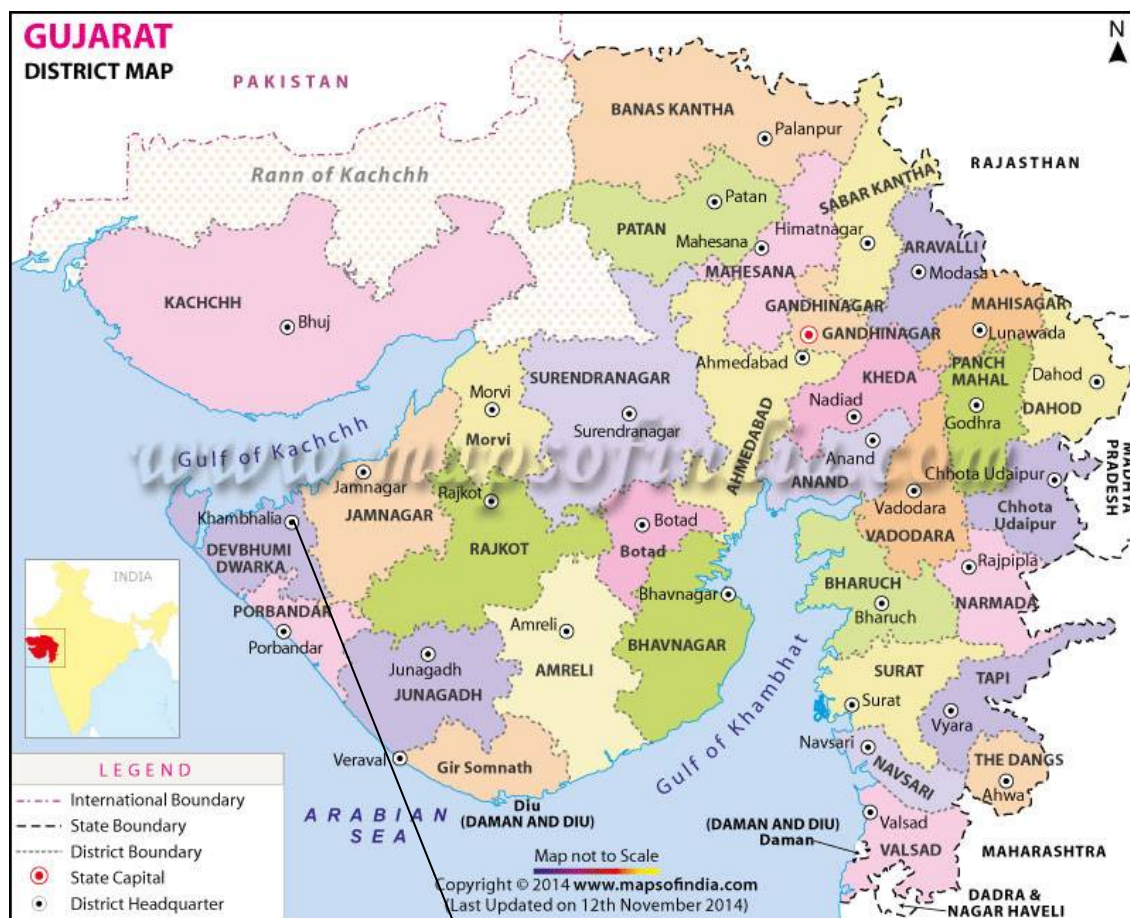 GUJARAT
DISTRICT MAP
N
PAKISTAN
BANAS KANTHA
Palanpur
RAJASTHAN
Rann of Kachchh
SABAR KANTHA
Patan
PATAN
Himatnagar
Mahesana
ARAVALLI
MAHESANA
Modasa
KACHCHH
GANDHINAGAR
MAHISAGAR
Bhuj
GANDHINAGAR
Lunawada
Ahmedabad
PANCH
MAHAL
SURENDRANAGAR
KHEDA
Dahod
Morvi
Nadiad
DAHOD
Surendranagar
Godhra
Morvi
AHMEDABAD
Gulf of Kachchh
www.mapsofindia.com
Anand
ANAND
Chhota Udaipur
MADHYA
PRADESH
Jamnagar
Rajkot
JAMNAGAR
Vadodara
Chhota
Udaipur
Khambhalia
Botad
VADODARA
RAJKOT
Botad
DEVBHUMI
DWARKA
Rajpipla
INDIA
BHARUCH
Bhavnagar
NARMADA
PORBANDAR
Bharuch
Amreli
Porbandar
BHAVNAGAR
Junagadh
AMRELI
SURAT
TAPI
JUNAGADH
Surat
Vyara
Gulf of Khambhat
Navsari
Veraval
Gir Somnath
NAVSARI
THE DANGS
Ahwa
LEGEND
International Boundary
State Boundary
District Boundary
State Capital
District Headquarter
ARABIAN
SEA
Diu
(DAMAN AND DIU)
(DAMAN AND DIU)
Daman
Valsad
VALSAD
MAHARASHTRA
Map not to Scale
Copyright © 2014 www.mapsofindia.com
(Last Updated on 12th November 2014)
DADRA &
NAGAR HAVELI